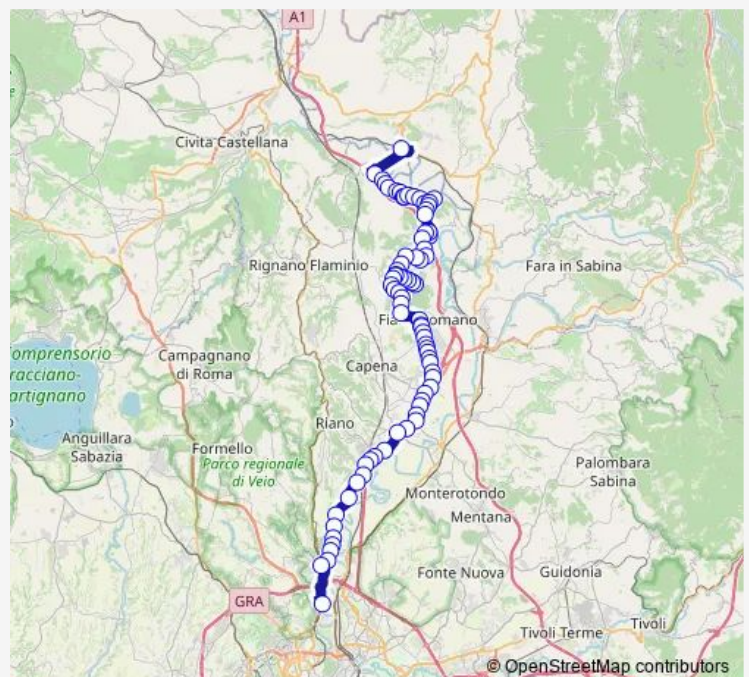 A1
Civita Castellana
Rignano Flaminio
Fara in Sabina
Fia
omano
omprensorio
racciano-
artignano
Campagnano
di Roma
Capena
Riano
Anguillara
Sabazia
Formello
Parco regionale
di Veio
Palombara
Sabina
Monterotondo
Mentana
Fonte Nuova
Guidonia
GRA
Tivoli Terme
Tivoli
© OpenStreetMap contributors